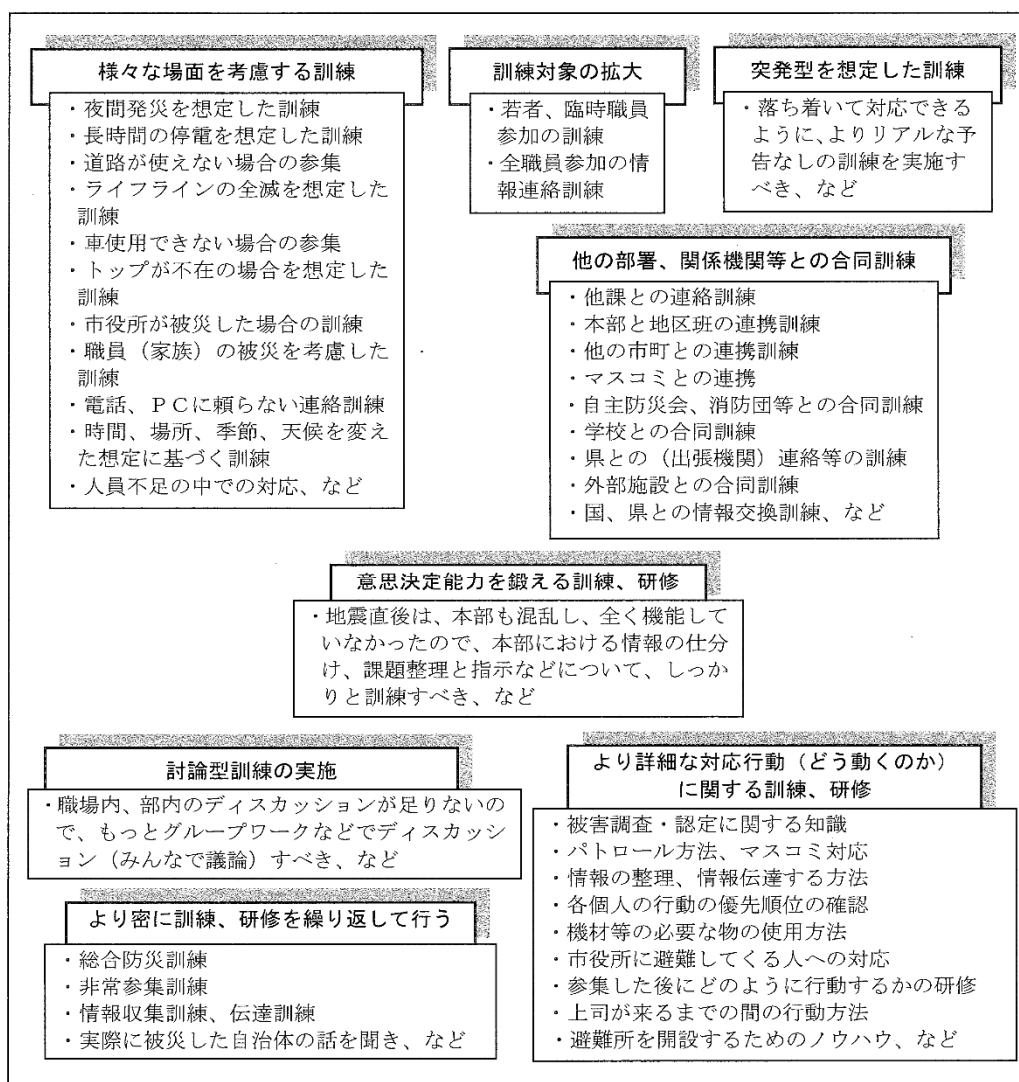 様々な場面を考慮する訓練
・夜間発災を想定した訓練
・長時間の停電を想定した訓練
・道路が使えない場合の参集
・ライフラインの全滅を想定した
訓練
・車使用できない場合の参集
・トップが不在の場合を想定した
訓練
・市役所が被災した場合の訓練
・職員（家族）の被災を考慮した
訓練
・電話、ＰＣに頼らない連絡訓練
・時間、場所、季節、天候を変え
た想定に基づく訓練
・人員不足の中での対応、など
訓練対象の拡大
・若者、臨時職員
参加の訓練
・全職員参加の情
報連絡訓練
突発型を想定した訓練
・落ち着いて対応できる
ように、よりリアルな予
告なしの訓練を実施す
べき、など
他の部署、関係機関等との合同訓練
・他課との連絡訓練
・本部と地区班の連携訓練
・他の市町との連携訓練
・マスコミとの連携
・自主防災会、消防団等との合同訓練
・学校との合同訓練
・県との（出張機関）連絡等の訓練
・外部施設との合同訓練
・国、県との情報交換訓練、など
意思決定能力を鍛える訓練、研修
・地震直後は、本部も混乱し、全く機能して
いなかったので、本部における情報の仕分
け、課題整理と指示などについて、しっか
りと訓練すべき、など
討論型訓練の実施
・職場内、部内のディスカッションが足りないの
で、もっとグループワークなどでディスカッシ
ョン（みんなで議論）すべき、など
より密に訓練、研修を繰り返して行う
・総合防災訓練
・非常参集訓練
・情報収集訓練、伝達訓練
・実際に被災した自治体の話を聞き、など
より詳細な対応行動（どう動くのか）
に関する訓練、研修
・被害調査・認定に関する知識
・パトロール方法、マスコミ対応
・情報の整理、情報伝達する方法
・各個人の行動の優先順位の確認
・機材等の必要な物の使用方法
・市役所に避難してくる人への対応
・参集した後にどのように行動するかの研修
・上司が来るまでの間の行動方法
・避難所を開設するためのノウハウ、など